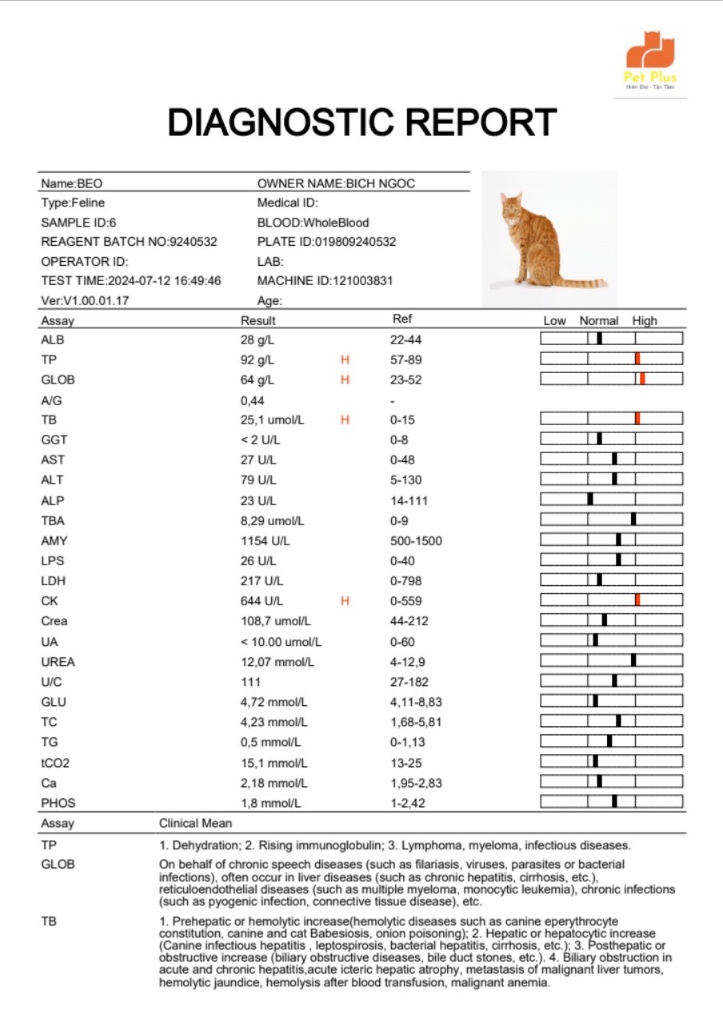 Pet Plus
Hiện Đại - Tận Tâm
DIAGNOSTIC REPORT
Name:BEO OWNER NAME:BICH NGOC
Type:Feline Medical ID:
SAMPLE ID:6 BLOOD:WholeBlood
REAGENT BATCH NO:9240532 PLATE ID:019809240532
OPERATOR ID: LAB:
TEST TIME:2024-07-12 16:49:46 MACHINE ID:121003831
Ver:V1.00.01.17 Age:
Assay Result Ref Low Normal High
ALB 28 g/L 22-44
TP 92 g/L H 57-89
GLOB 64 g/L H 23-52
A/G 0,44 -
TB 25,1 umol/L H 0-15
GGT < 2 U/L 0-8
AST 27 U/L 0-48
ALT 79 U/L 5-130
ALP 23 U/L 14-111
TBA 8,29 umol/L 0-9
AMY 1154 U/L 500-1500
LPS 26 U/L 0-40
LDH 217 U/L 0-798
CK 644 U/L H 0-559
Crea 108,7 umol/L 44-212
UA < 10.00 umol/L 0-60
UREA 12,07 mmol/L 4-12,9
U/C 111 27-182
GLU 4,72 mmol/L 4,11-8,83
TC 4,23 mmol/L 1,68-5,81
TG 0,5 mmol/L 0-1,13
tCO2 15,1 mmol/L 13-25
Ca 2,18 mmol/L 1,95-2,83
PHOS 1,8 mmol/L 1-2,42
Assay Clinical Mean
TP 1. Dehydration; 2. Rising immunoglobulin; 3. Lymphoma, myeloma, infectious diseases.
GLOB On behalf of chronic speech diseases (such as filariasis, viruses, parasites or bacterial
infections), often occur in liver diseases (such as chronic hepatitis, cirrhosis, etc.),
reticuloendothelial diseases (such as multiple myeloma, monocytic leukemia), chronic infections
(such as pyogenic infection, connective tissue disease), etc.
TB 1. Prehepatic or hemolytic increase(hemolytic diseases such as canine eperythrocyte
constitution, canine and cat Babesiosis, onion poisoning); 2. Hepatic or hepatocytic increase
(Canine infectious hepatitis , leptospirosis, bacterial hepatitis, cirrhosis, etc.); 3. Posthepatic or
obstructive increase (biliary obstructive diseases, bile duct stones, etc.). 4. Biliary obstruction in
acute and chronic hepatitis,acute icteric hepatic atrophy, metastasis of malignant liver tumors,
hemolytic jaundice, hemolysis after blood transfusion, malignant anemia.